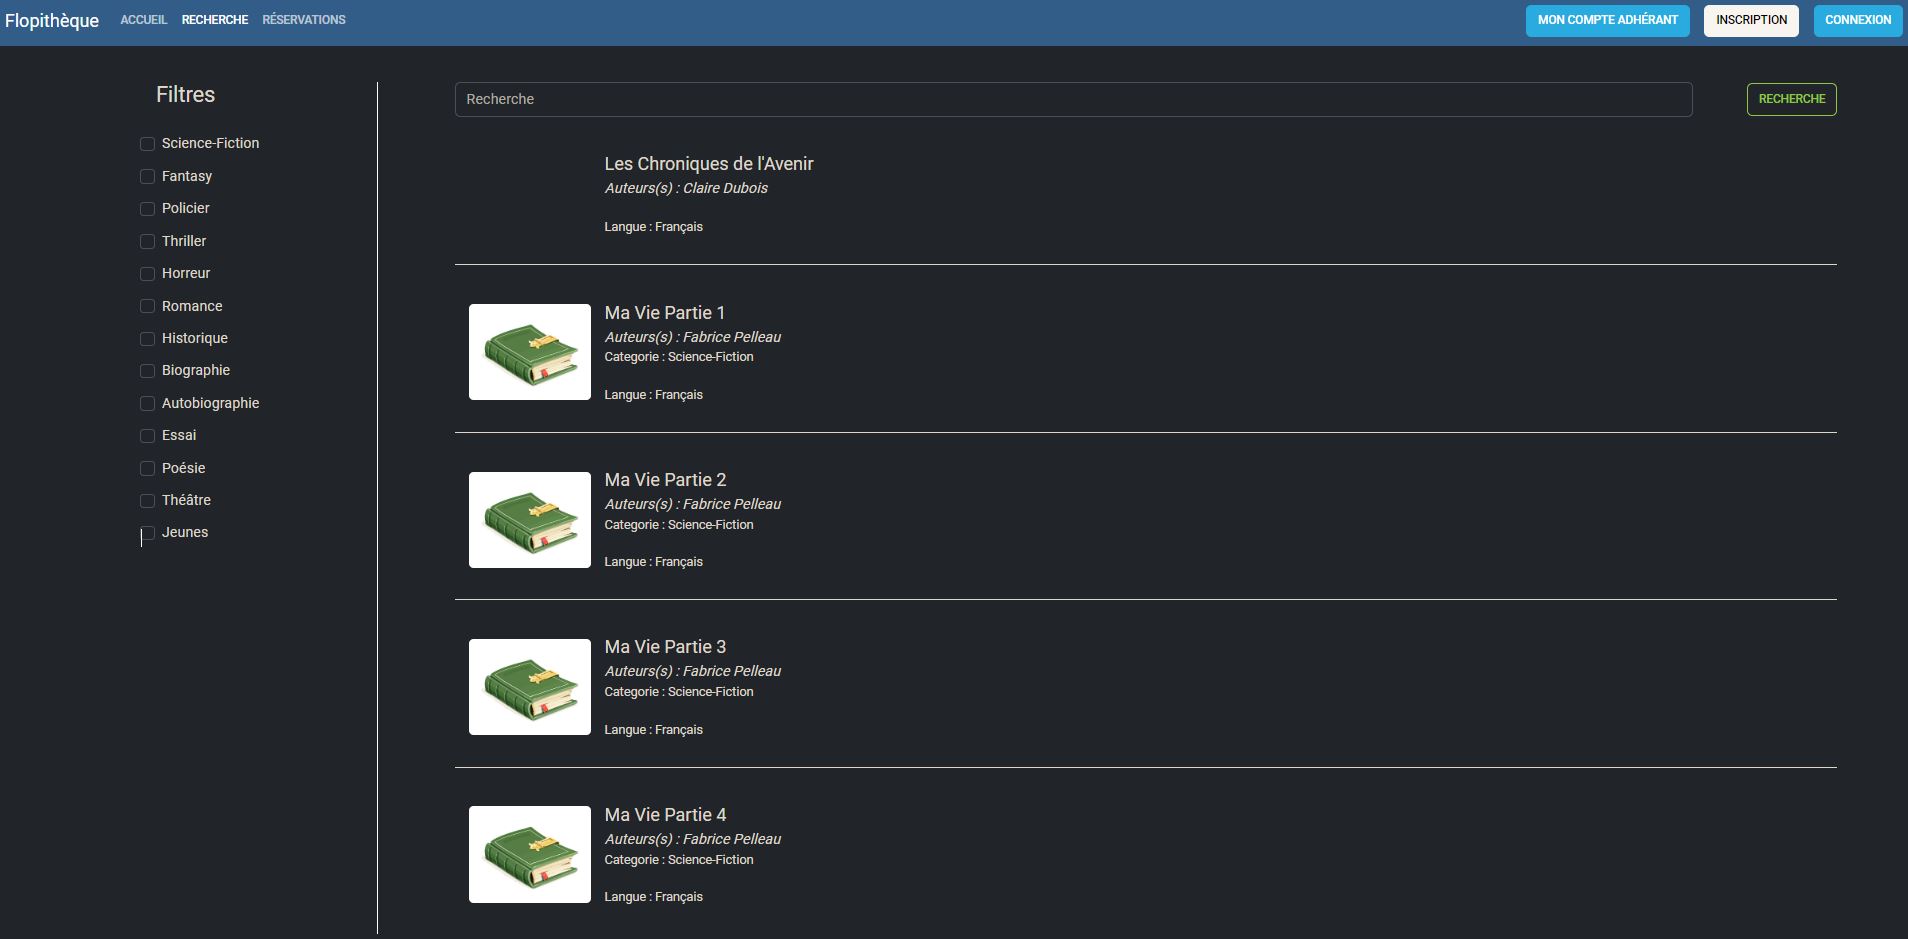 Flopithèque ACCUEIL RECHERCHE RÉSERVATIONS MON COMPTE ADHÉRANT INSCRIPTION CONNEXION
Filtres
Science-Fiction
Fantasy
Policier
Thriller
Horreur
Romance
Historique
Biographie
Autobiographie
Essai
Poésie
Théâtre
Jeunes
Recherche RECHERCHE
Les Chroniques de l'Avenir
Auteurs(s) : Claire Dubois
Langue : Français
Ma Vie Partie 1
Auteurs(s) : Fabrice Pelleau
Categorie : Science-Fiction
Langue : Français
Ma Vie Partie 2
Auteurs(s) : Fabrice Pelleau
Categorie : Science-Fiction
Langue : Français
Ma Vie Partie 3
Auteurs(s) : Fabrice Pelleau
Categorie : Science-Fiction
Langue : Français
Ma Vie Partie 4
Auteurs(s) : Fabrice Pelleau
Categorie : Science-Fiction
Langue : Français